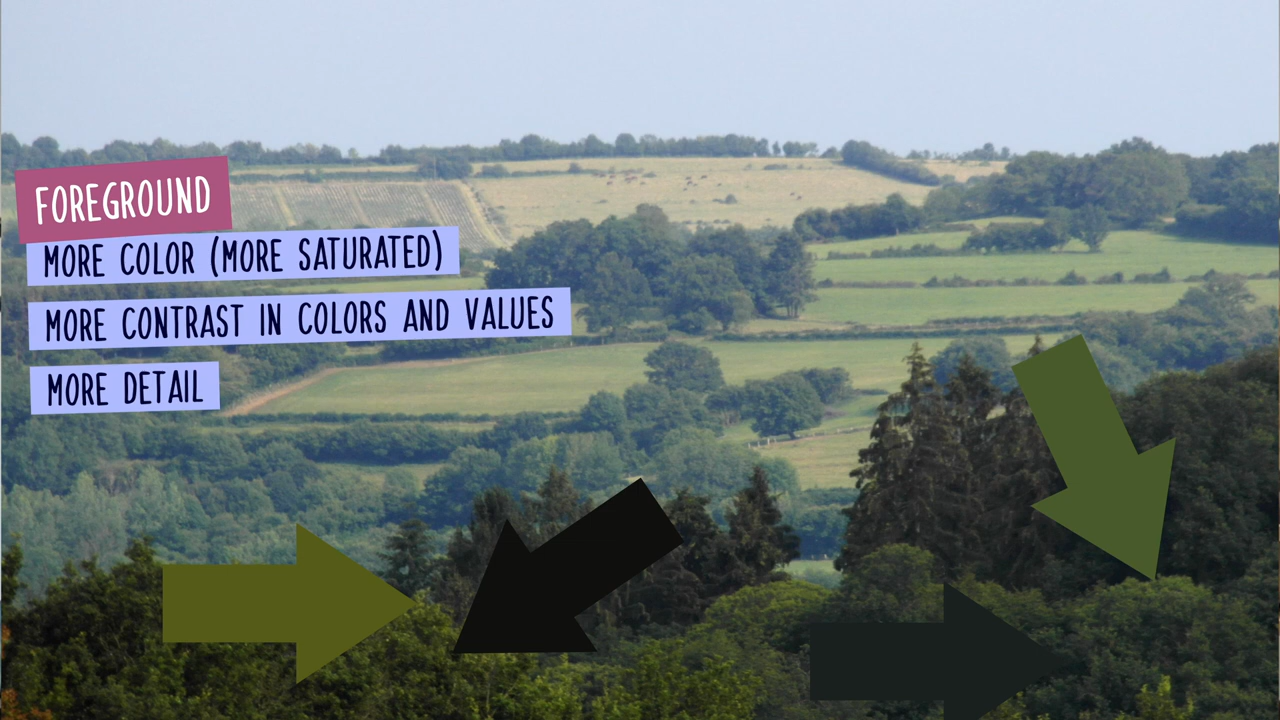 FOREGROUND
MORE COLOR (MORE SATURATED)
MORE CONTRAST IN COLORS AND VALUES
MORE DETAIL